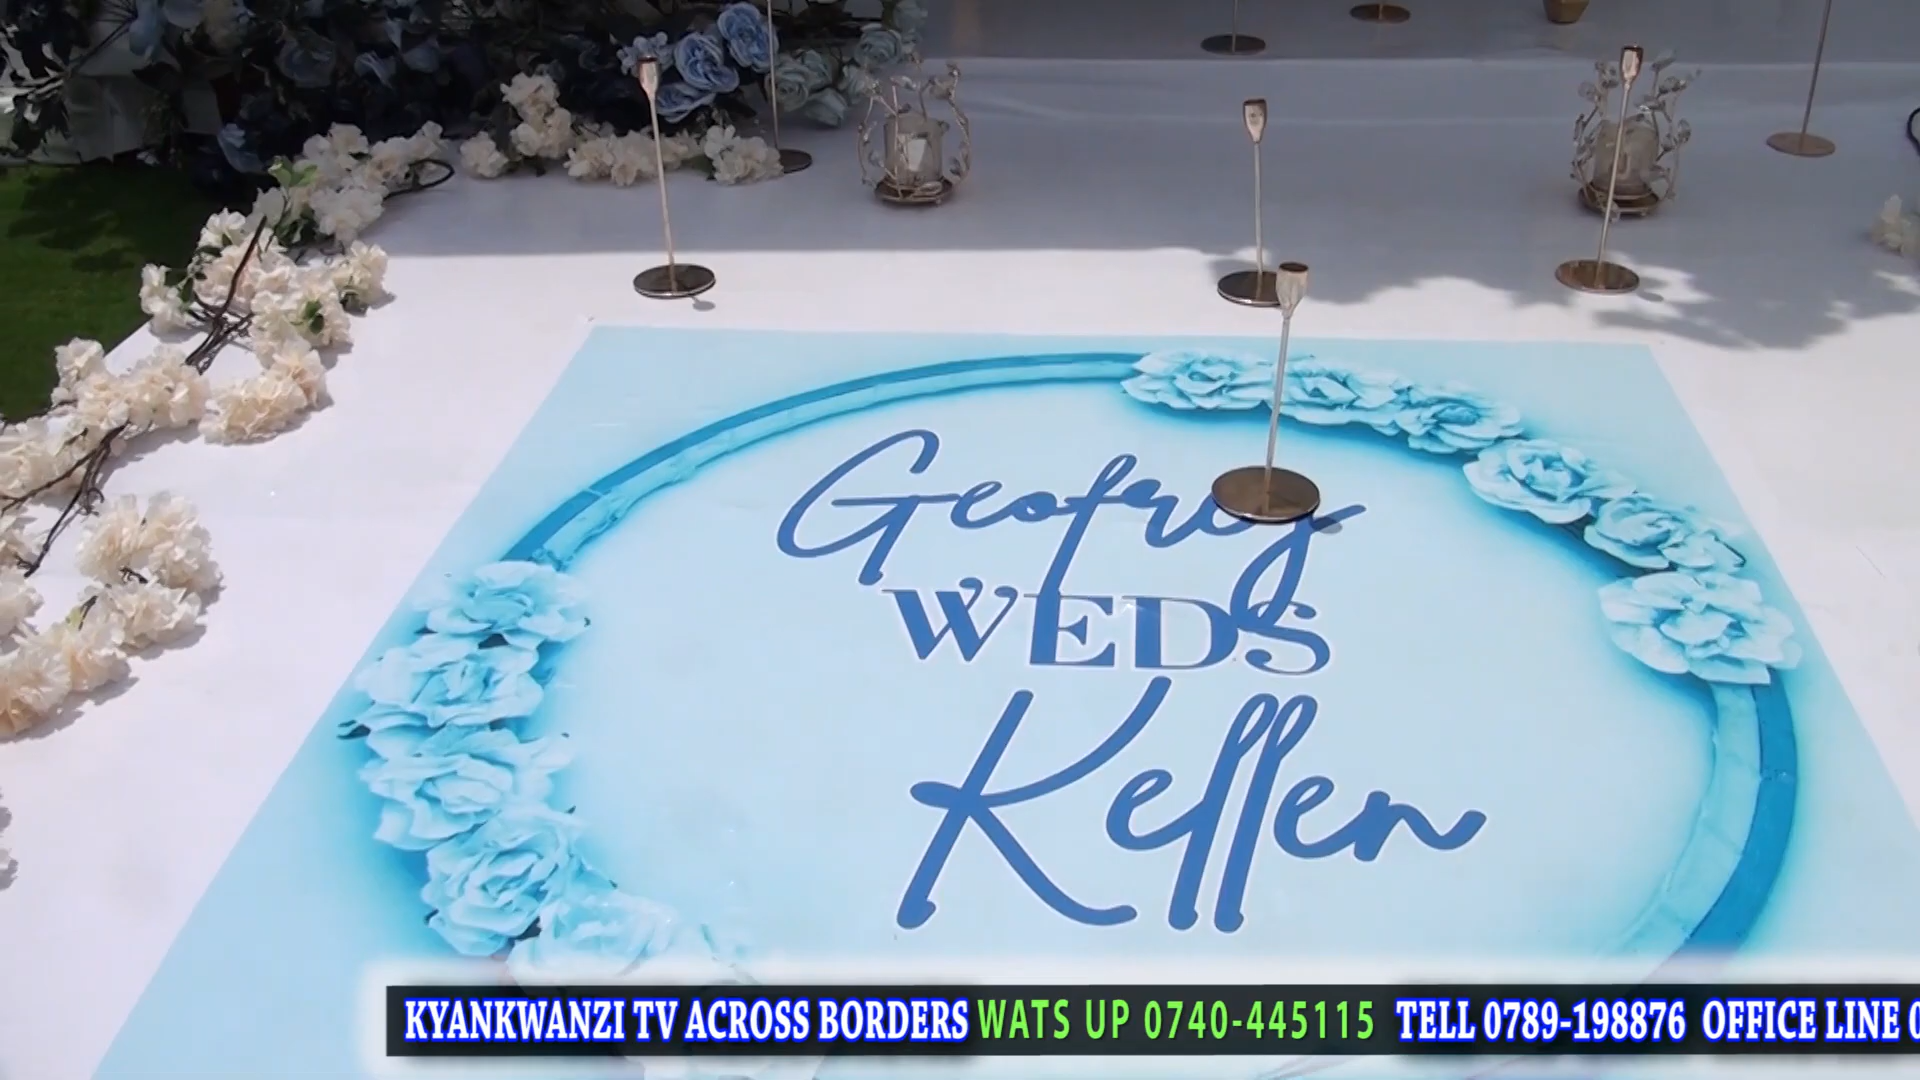 Geofrey
WEDS
Kellen
KYANKWANZI TV ACROSS BORDERS WATS UP 0740-445115 TELL 0789-198876 OFFICE LINE